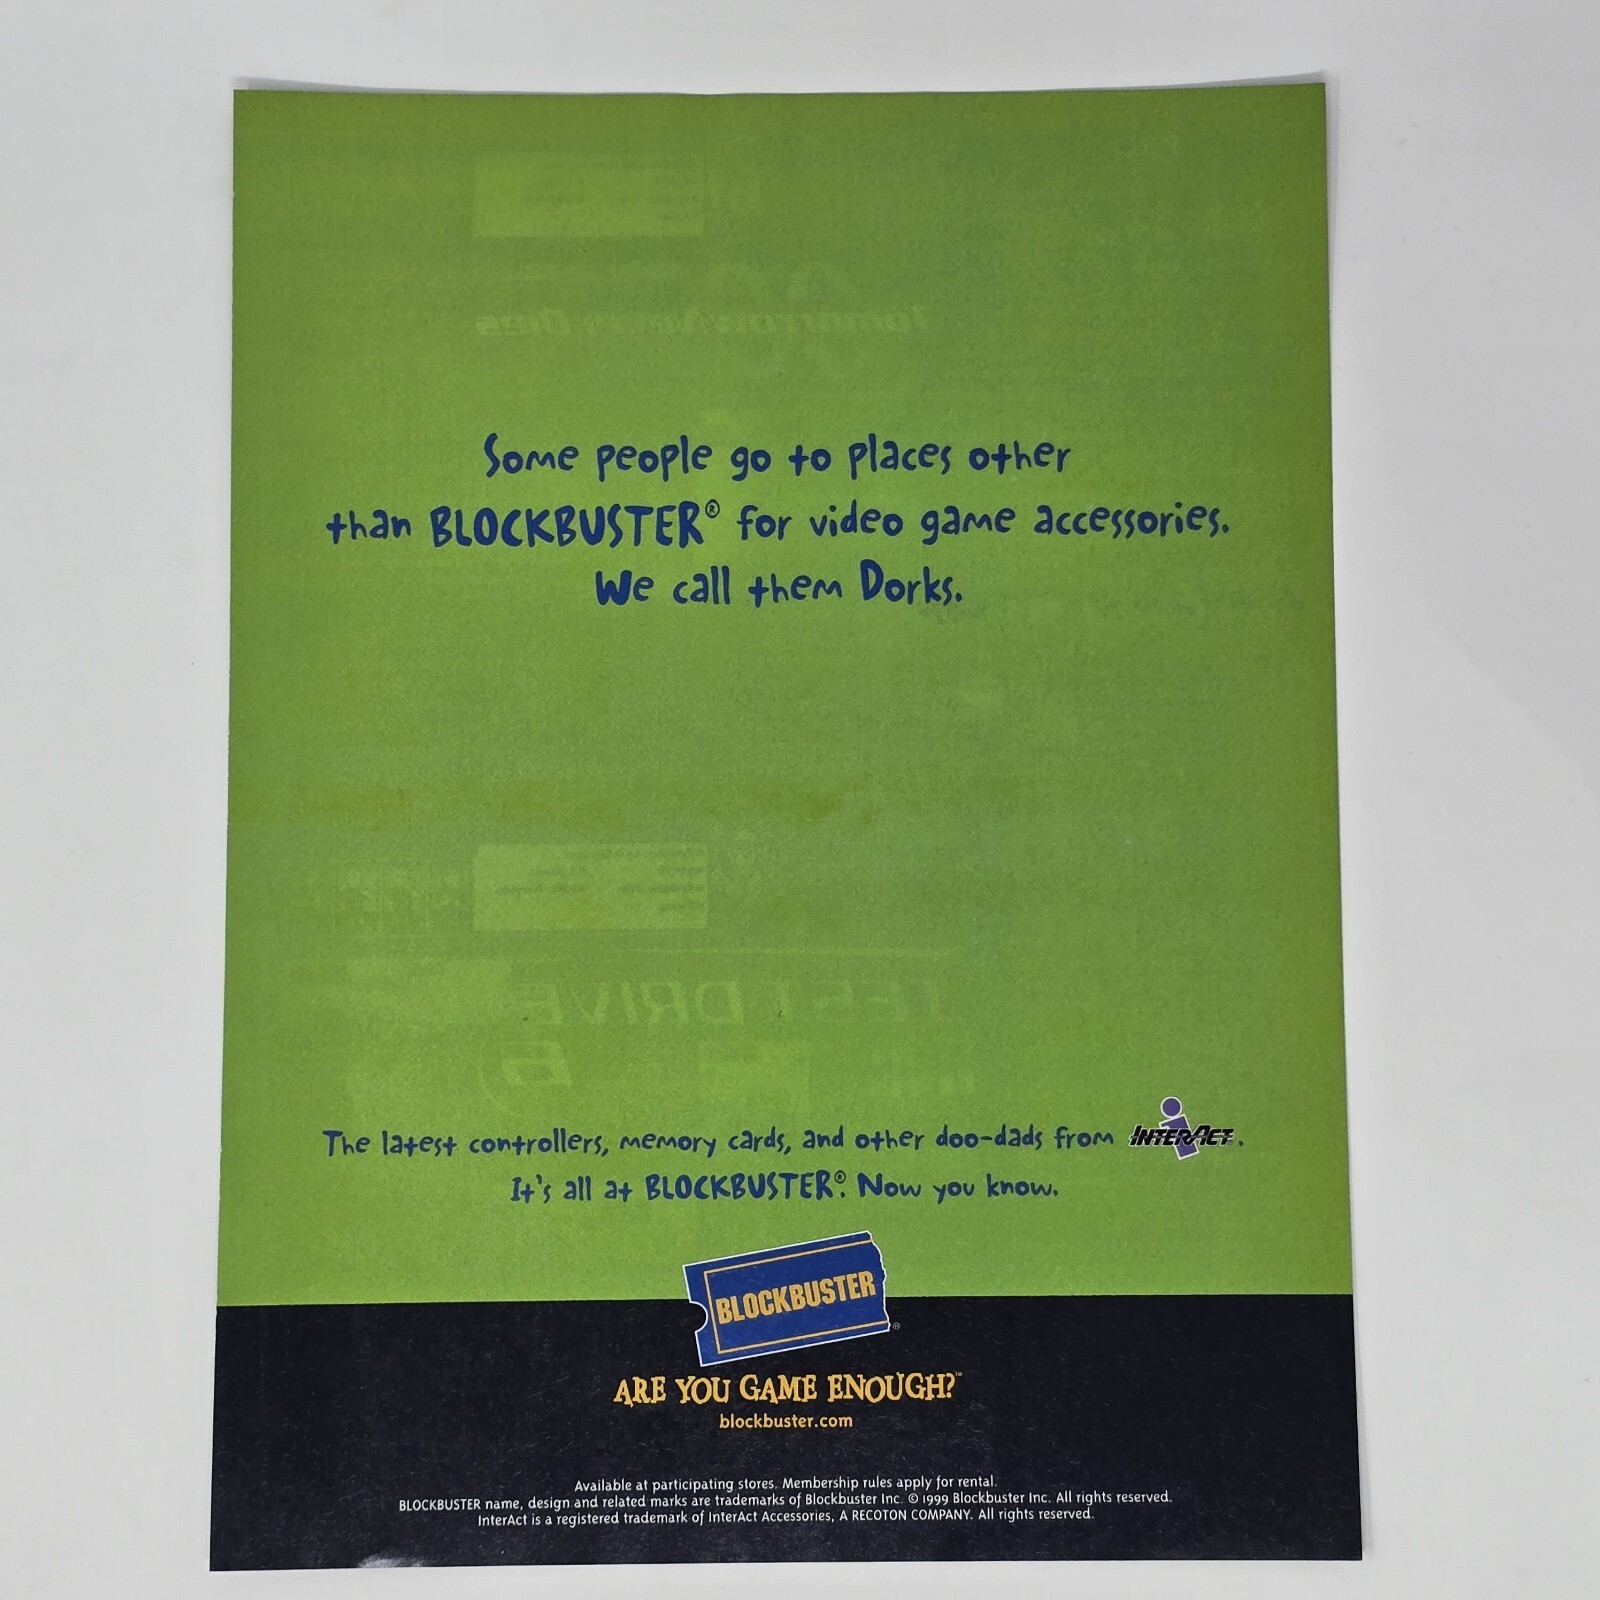 Some people go to places other
than BLOCKBUSTER® for video game accessories.
We call them Dorks.
The latest controllers, memory cards, and other doo-dads from INTERACT.
It's all at BLOCKBUSTER®. Now you know.
BLOCKBUSTER®
ARE YOU GAME ENOUGH?™
blockbuster.com
Available at participating stores. Membership rules apply for rental.
BLOCKBUSTER name, design and related marks are trademarks of Blockbuster Inc. © 1999 Blockbuster Inc. All rights reserved.
InterAct is a registered trademark of InterAct Accessories, A RECOTON COMPANY. All rights reserved.